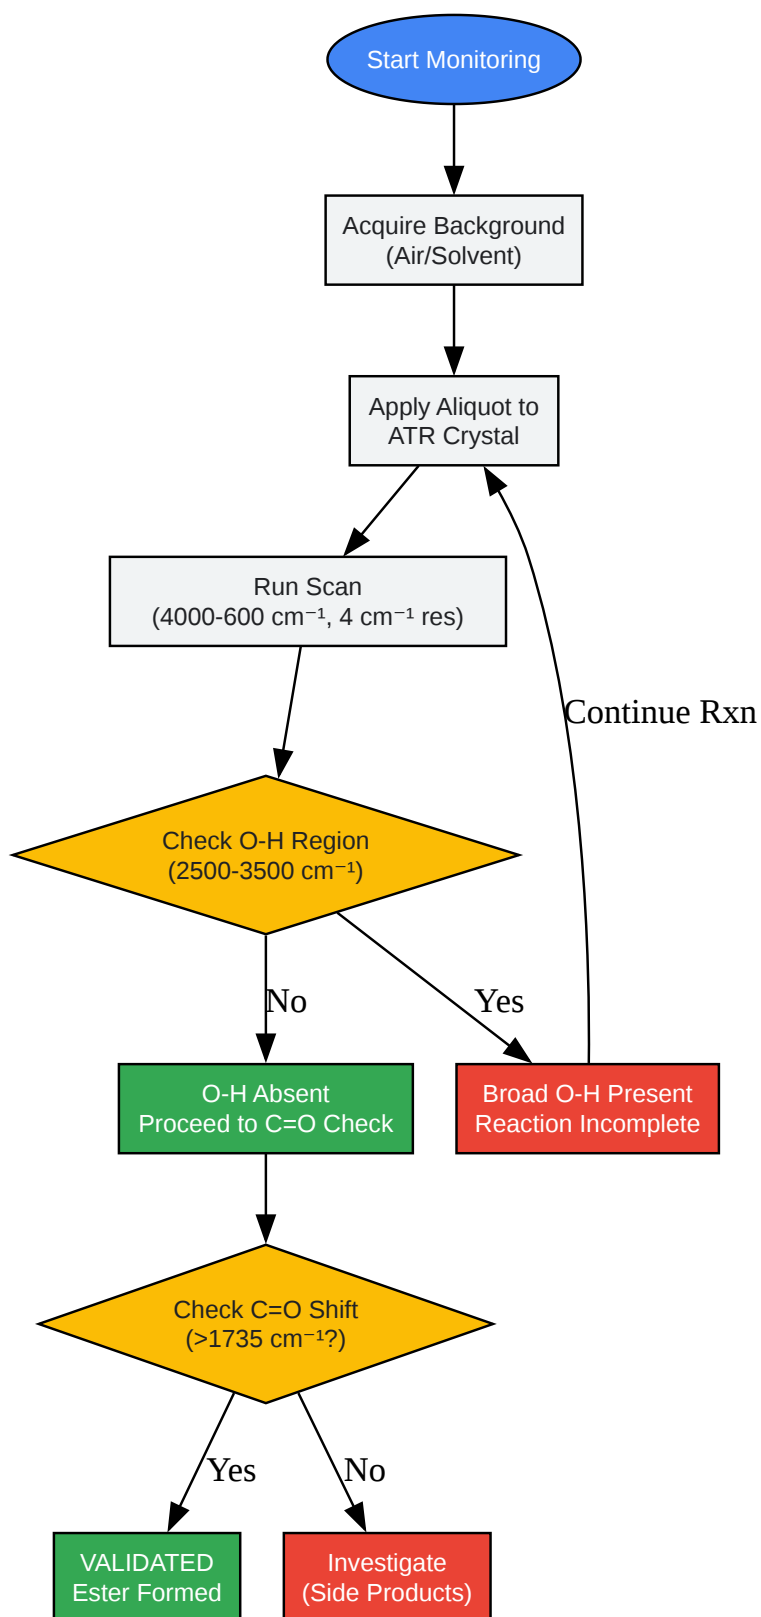 Start Monitoring
Acquire Background
(Air/Solvent)
Apply Aliquot to
ATR Crystal
Run Scan
(4000-600 cm⁻¹, 4 cm⁻¹ res)
Continue Rxn
Check O-H Region
(2500-3500 cm⁻¹)
No
Yes
O-H Absent
Proceed to C=O Check
Broad O-H Present
Reaction Incomplete
Check C=O Shift
(>1735 cm⁻¹?)
Yes
No
VALIDATED
Ester Formed
Investigate
(Side Products)